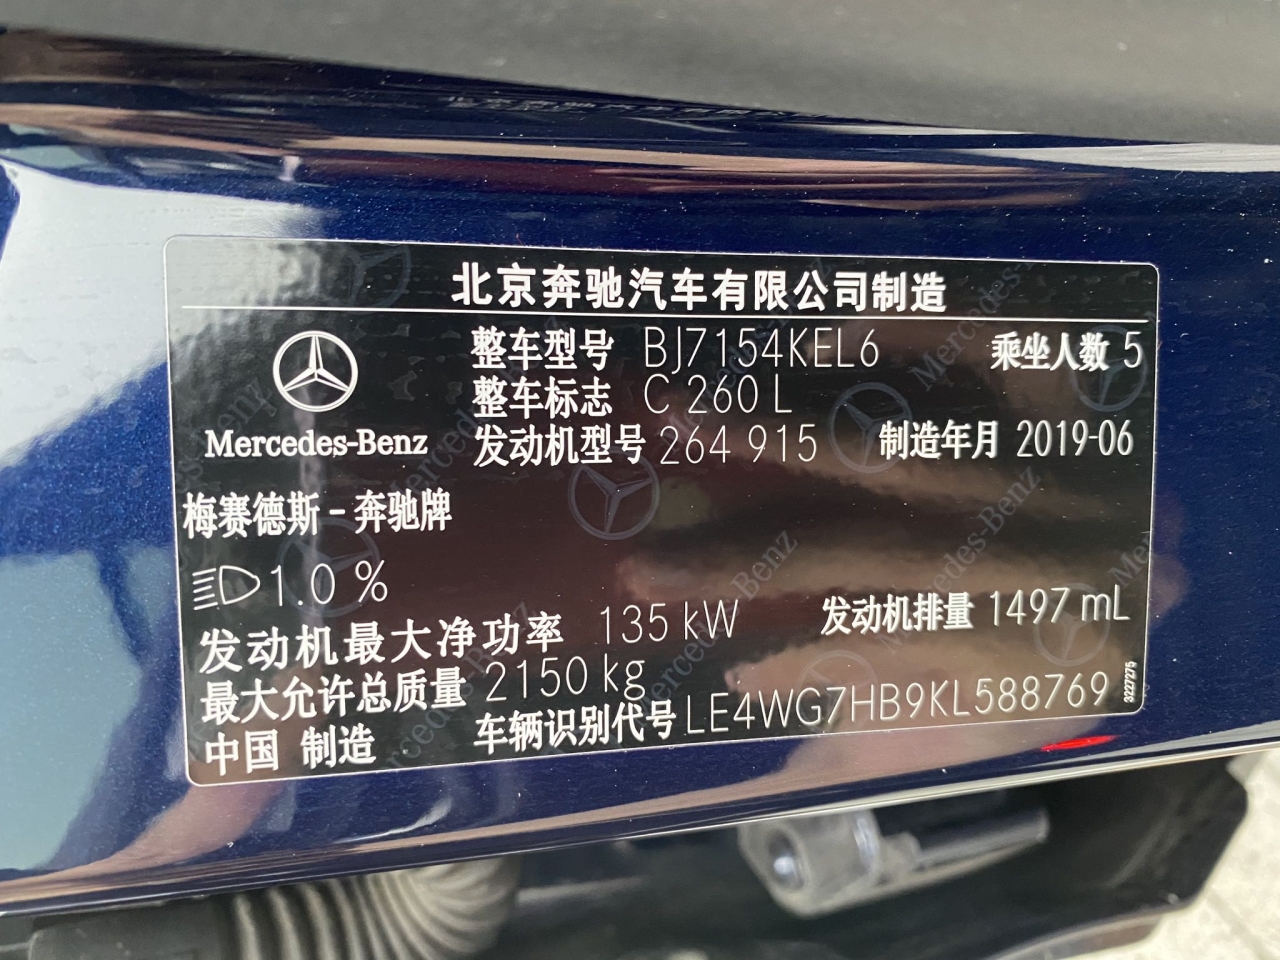 北京奔驰汽车有限公司制造
整车型号 BJ7154KEL6 乘坐人数 5
整车标志 C 260 L
发动机型号 264 915 制造年月 2019-06
Mercedes-Benz
梅赛德斯-奔驰牌
1.0 %
发动机最大净功率 135 kW 发动机排量 1497 mL
最大允许总质量 2150 kg
中国 制造 车辆识别代号 LE4WG7HB9KL588769
3227275